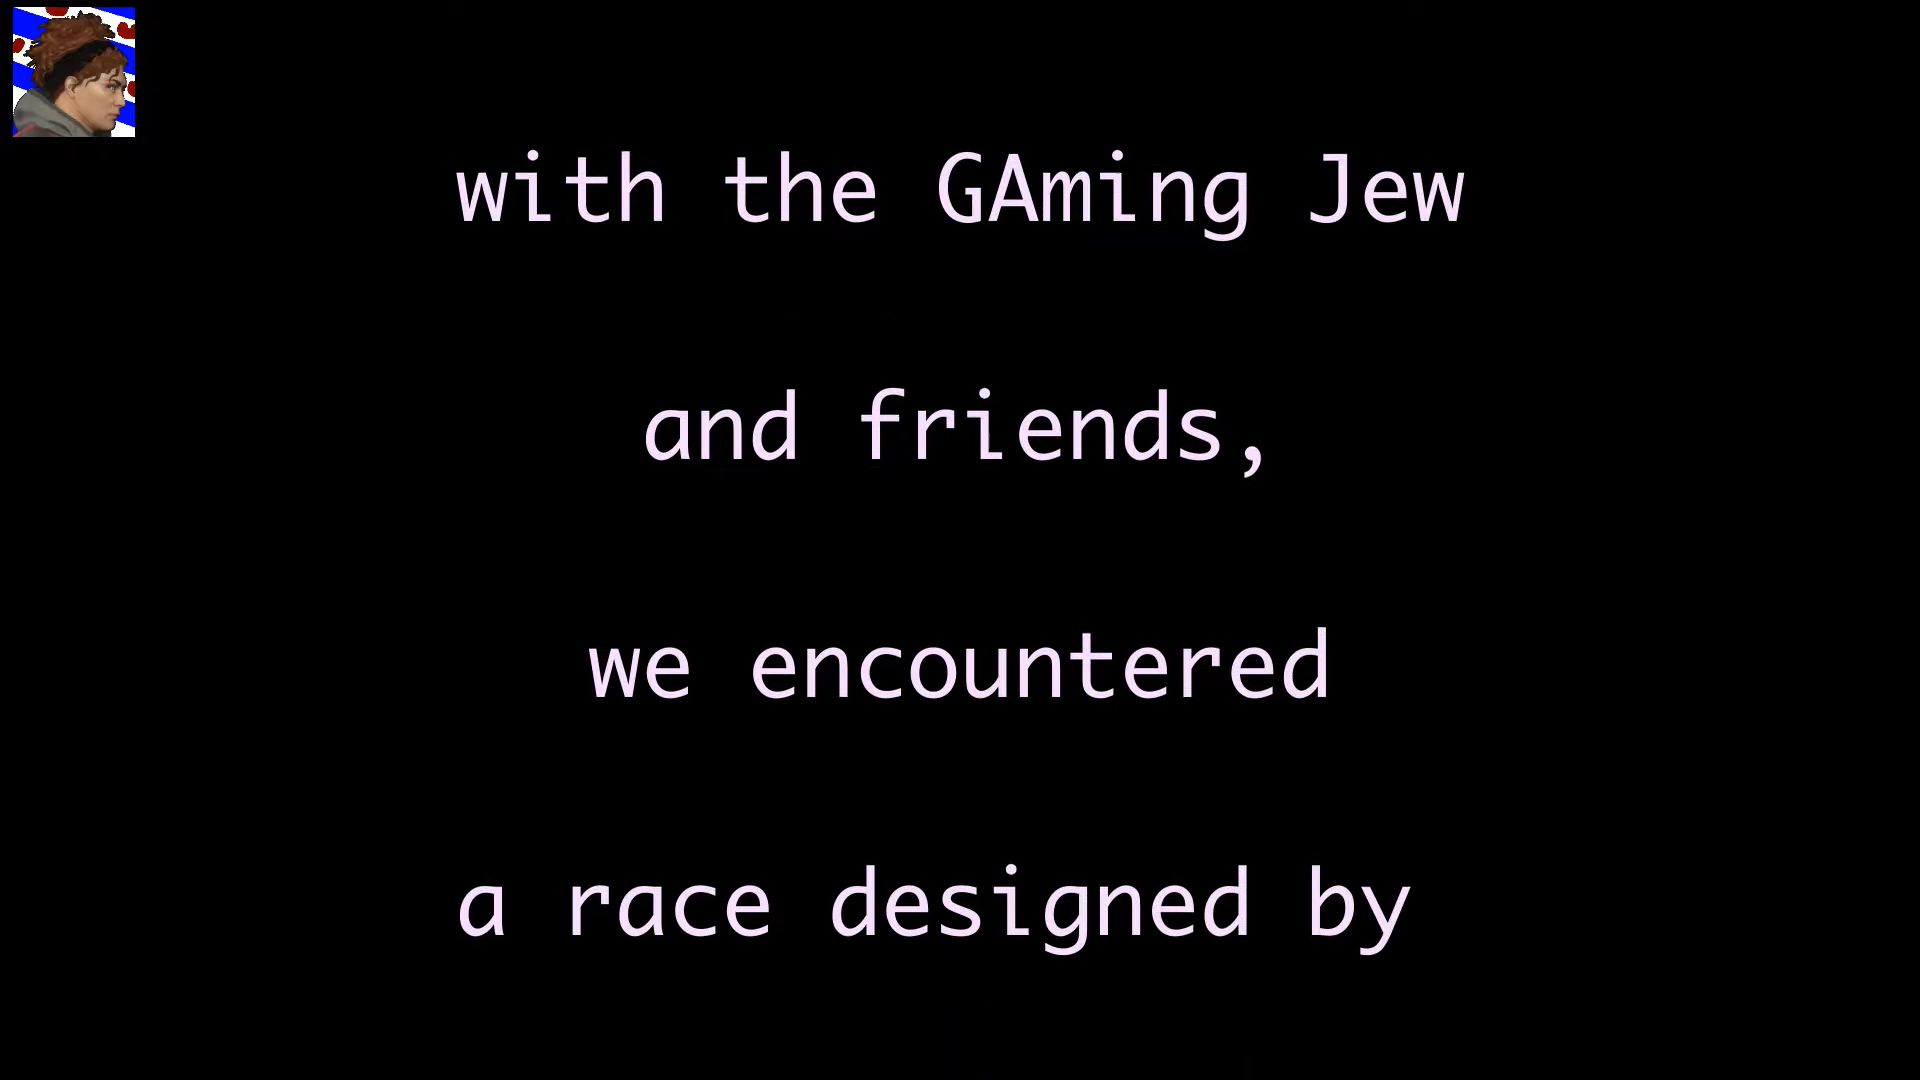 with the GAming Jew
and friends,
we encountered
a race designed by